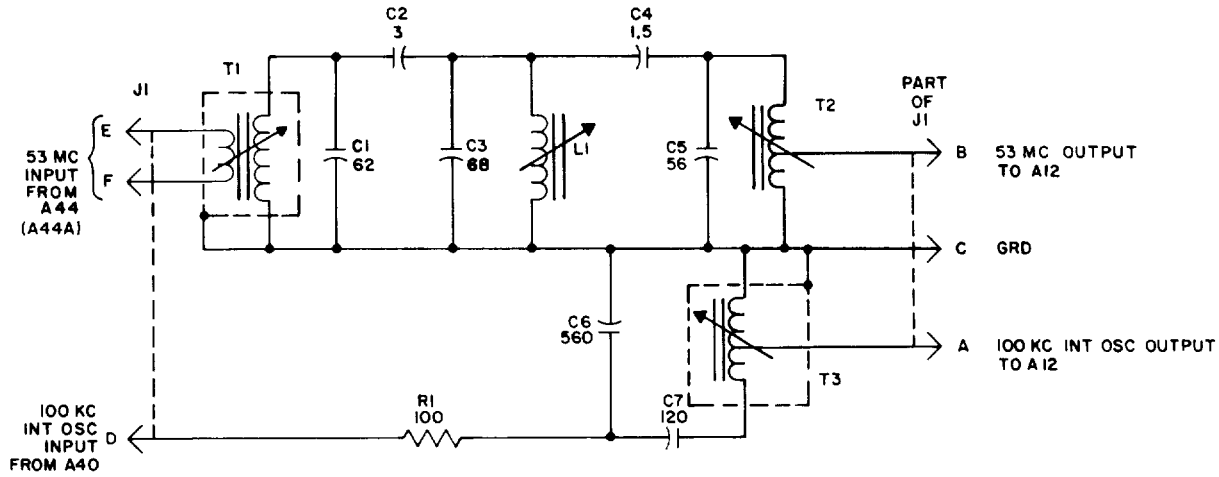 C2
3
C4
1.5
J1
T1
T2
PART
OF
J1
E
F
53 MC
INPUT
FROM
A44
(A44A)
C1
62
C3
68
L1
C5
56
B 53 MC OUTPUT
TO A12
C GRD
C6
560
T3
A 100 KC INT OSC OUTPUT
TO A12
R1
100
C7
120
100 KC
INT OSC
INPUT D
FROM A40